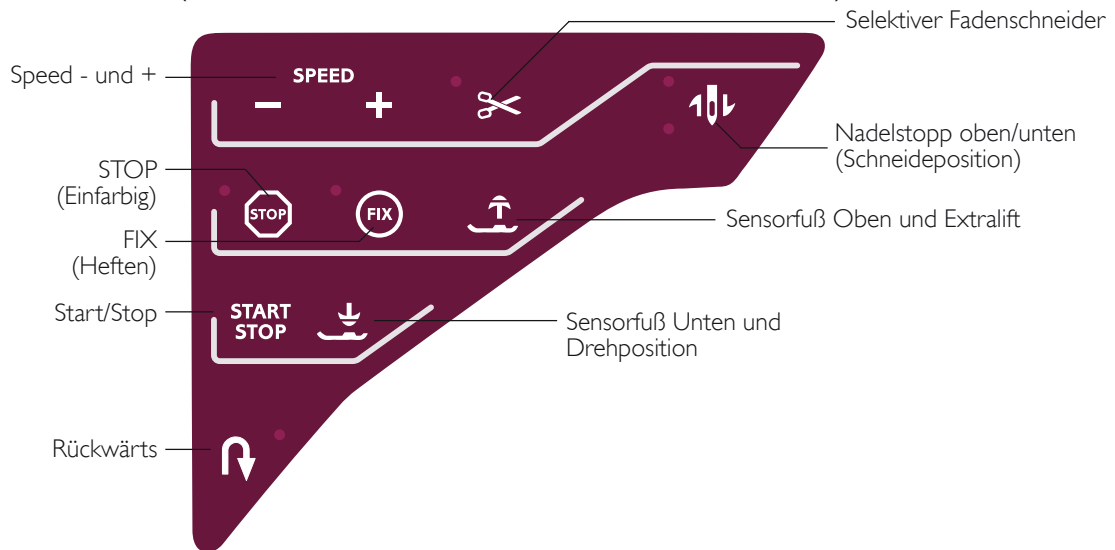 Selektiver Fadenschneider
Speed - und +
SPEED
Nadelstopp oben/unten
(Schneideposition)
STOP
(Einfarbig)
STOP
FIX
Sensorfuß Oben und Extralift
FIX
(Heften)
Start/Stop
START
STOP
Sensorfuß Unten und
Drehposition
Rückwärts